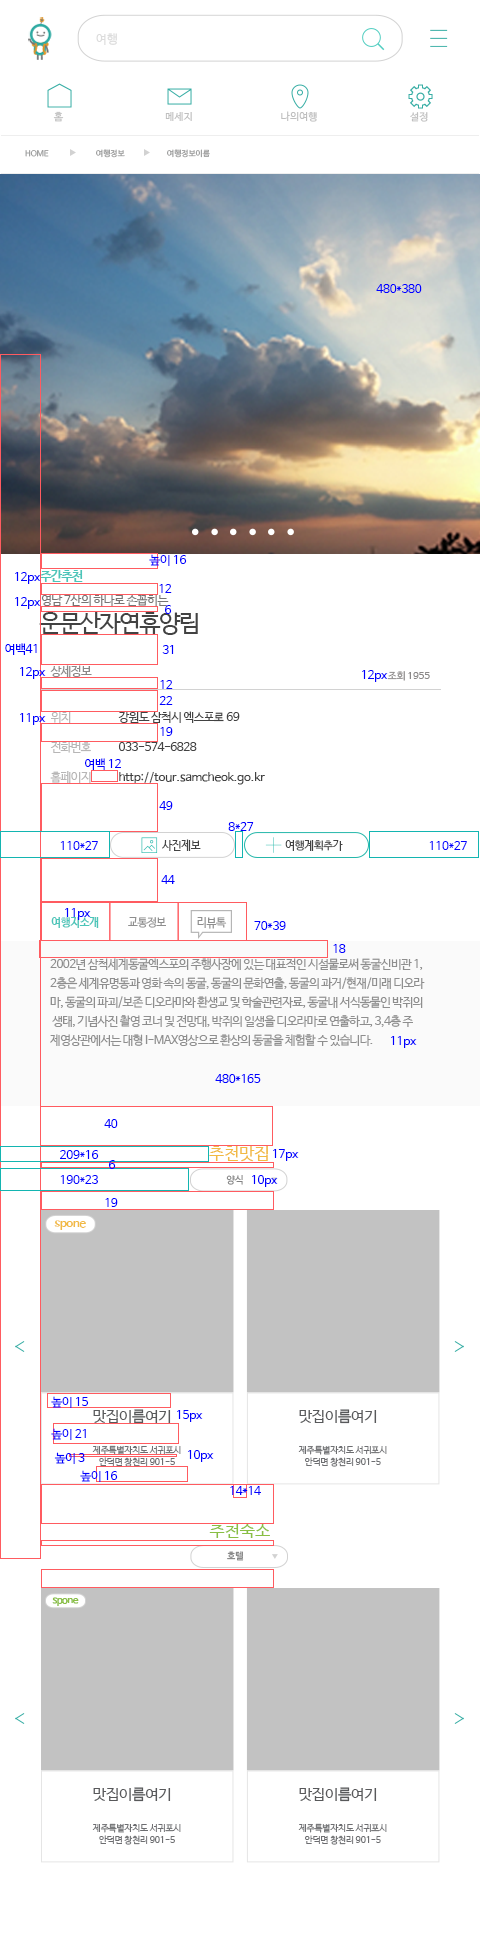 여행
홈
메세지
나의여행
설정
HOME
여행정보
여행정보이름
480*380
높이 16
12px
주간추천
12
12px
영남 7산의 하나로 손꼽히는
6
운문산자연휴양림
여백41
31
12px
상세정보
12px
조회 1955
12
22
11px
위치
강원도 삼척시 엑스포로 69
19
전화번호
033-574-6828
여백 12
홈페이지
http://tour.samcheok.go.kr
49
8*27
110*27
사진제보
여행계획추가
110*27
44
11px
여행지소개
교통정보
리뷰톡
70*39
18
2002년 삼척세계동굴엑스포의 주행사장에 있는 대표적인 시설물로써 동굴신비관 1,
2층은 세계유명동과 영화 속의 동굴, 동굴의 문화연출, 동굴의 과거/현재/미래 디오라
마, 동굴의 파괴/보존 디오라마와 환생교 및 학술관련자료, 동굴내 서식동물인 박쥐의
생태, 기념사진 촬영 코너 및 전망대, 박쥐의 일생을 디오라마로 연출하고, 3,4층 주
제영상관에서는 대형 I-MAX영상으로 환상의 동굴을 체험할 수 있습니다.
11px
480*165
40
209*16
추천맛집
17px
6
190*23
양식
10px
19
spone
<
>
높이 15
맛집이름여기
15px
맛집이름여기
높이 21
제주특별자치도 서귀포시
10px
제주특별자치도 서귀포시
높이 3
안덕면 창천리 901-5
안덕면 창천리 901-5
높이 16
14*14
추천숙소
호텔
spone
<
>
맛집이름여기
맛집이름여기
제주특별자치도 서귀포시
제주특별자치도 서귀포시
안덕면 창천리 901-5
안덕면 창천리 901-5